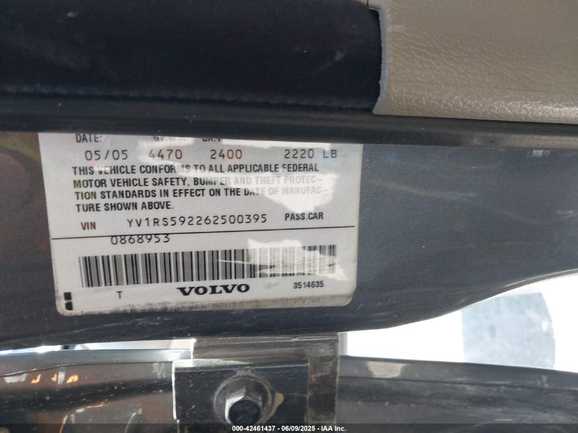 DATE:
05/05 4470 2400 2220 LB
THIS VEHICLE CONFORMS TO ALL APPLICABLE FEDERAL
MOTOR VEHICLE SAFETY, BUMPER AND THEFT PROTEC-
TION STANDARDS IN EFFECT ON THE DATE OF MANUFAC-
TURE SHOWN ABOVE.
VIN YV1RS592262500395 PASS.CAR
0868953
T VOLVO 3514635
000-42461437 - 06/09/2025 - © IAA Inc.